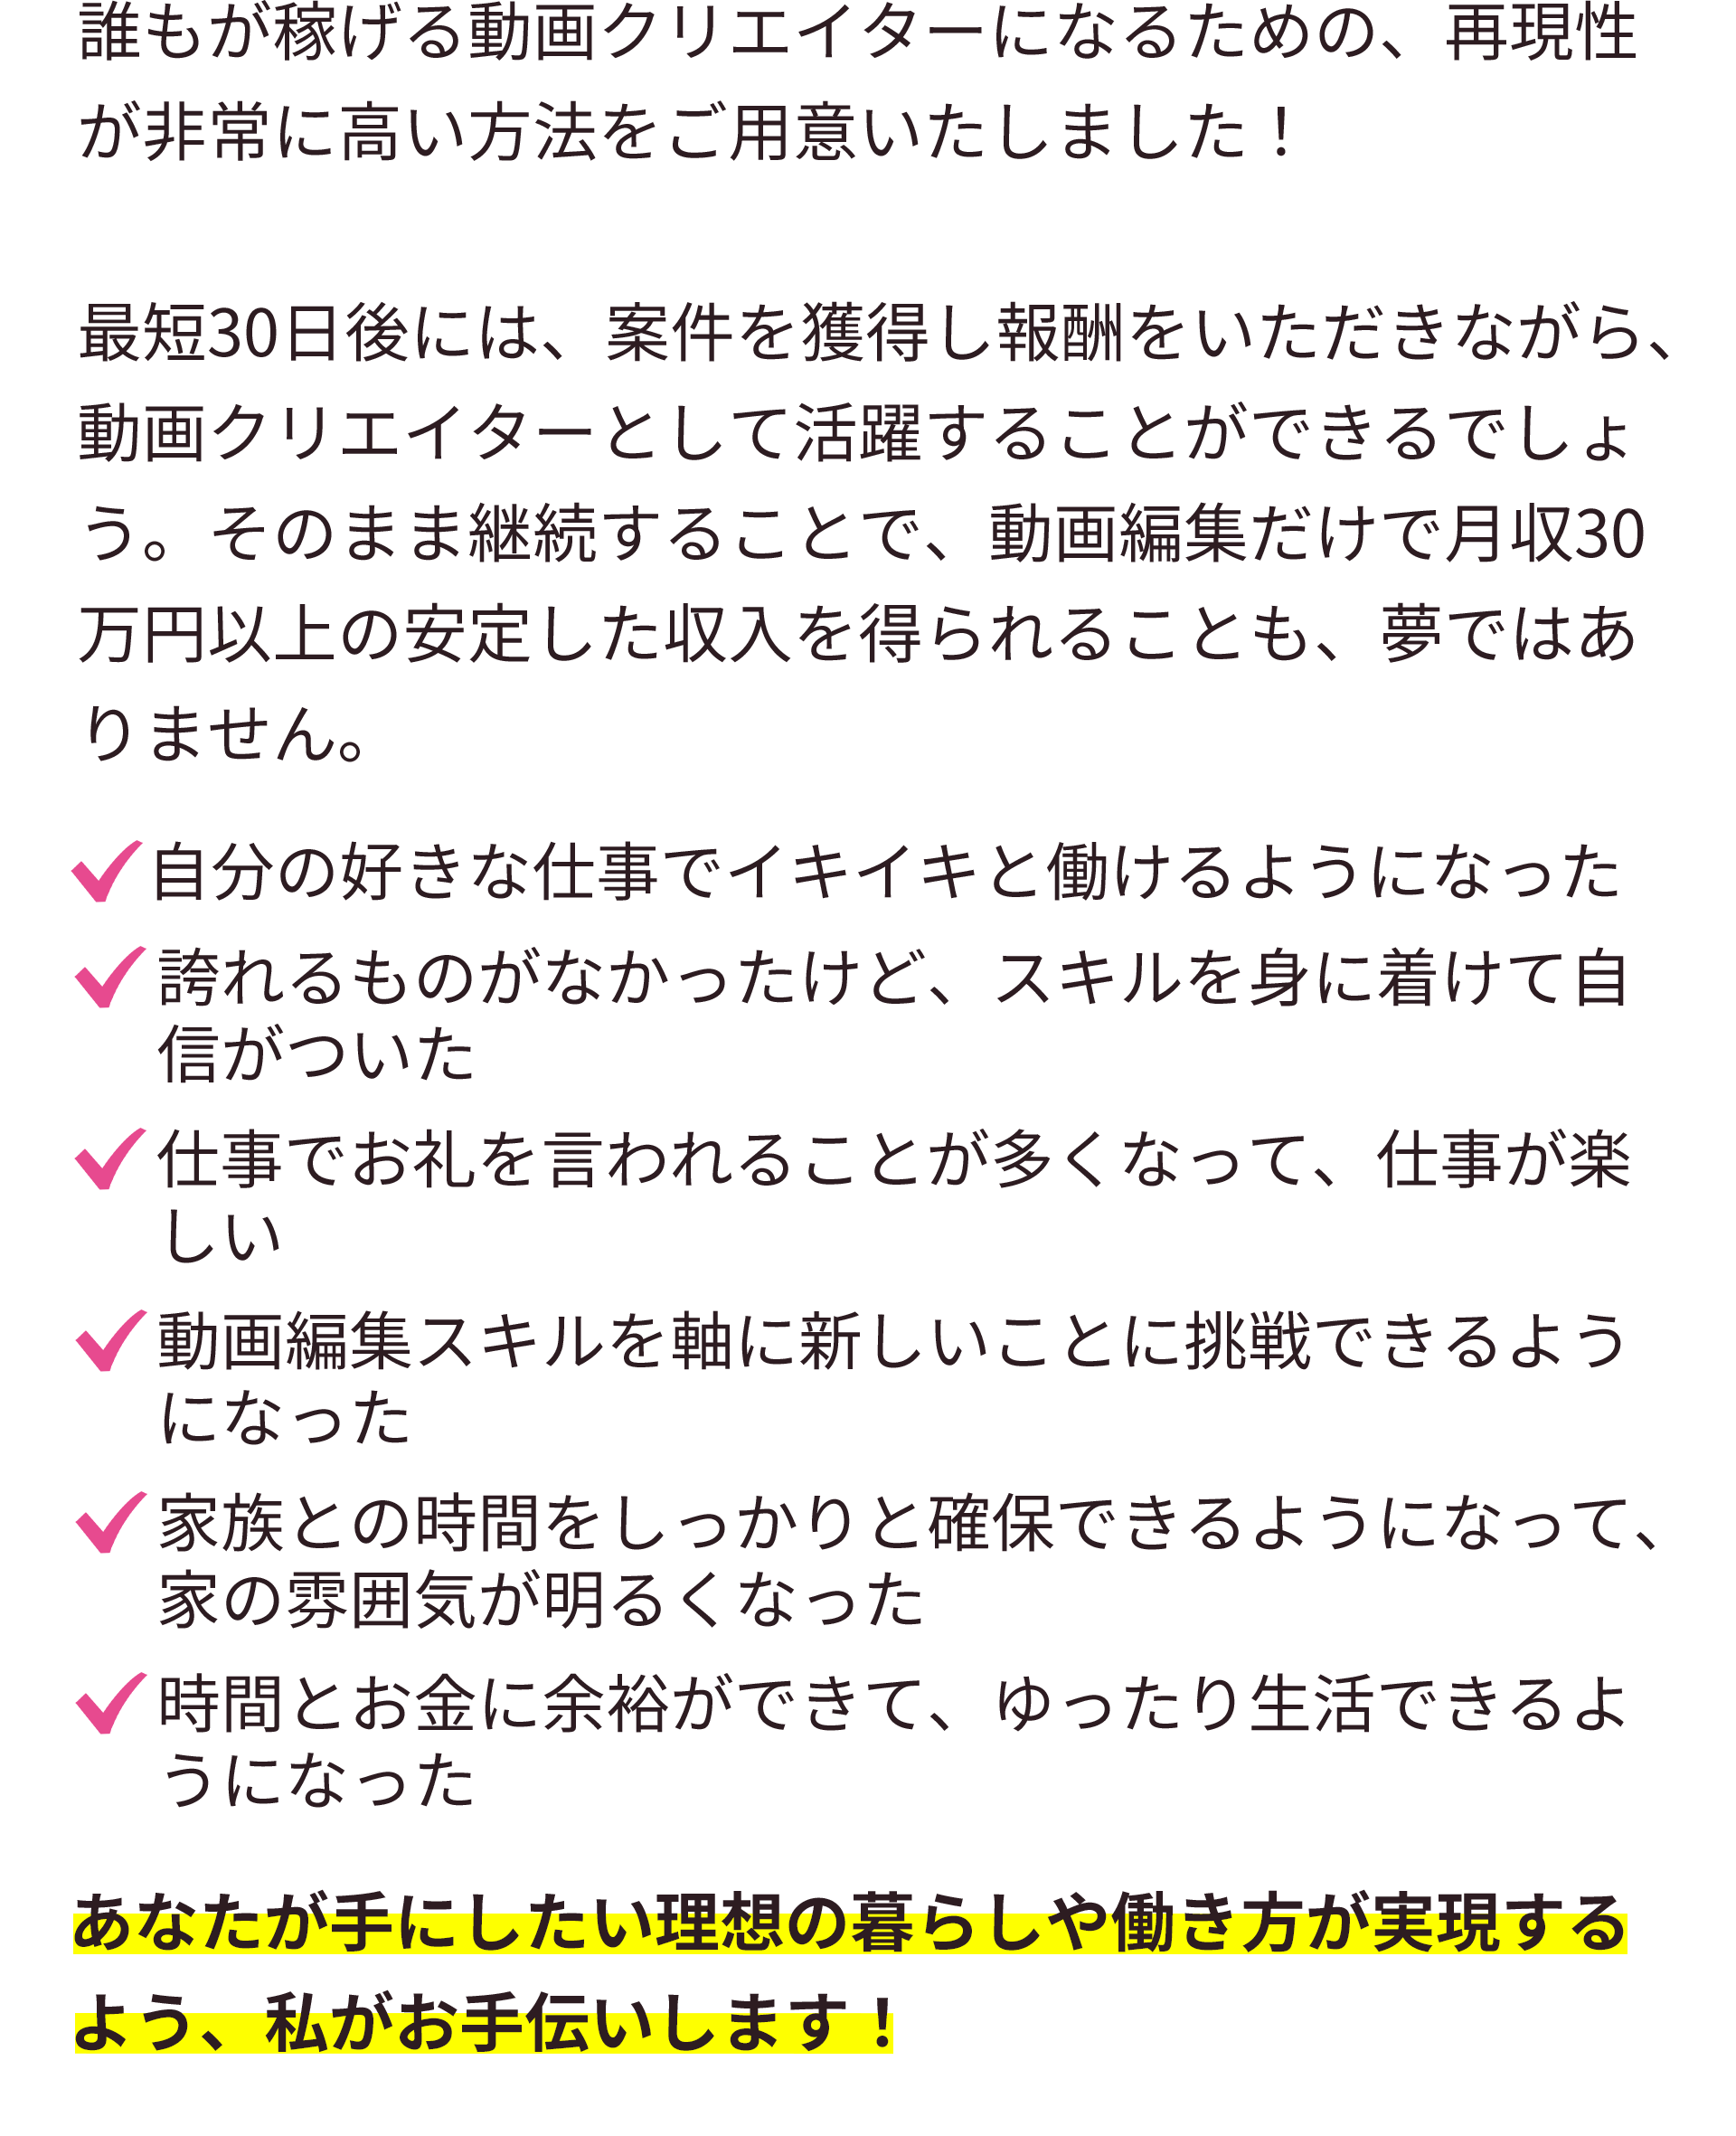 誰もが稼げる動画クリエイターになるための、再現性
が非常に高い方法をご用意いたしました！
最短30日後には、案件を獲得し報酬をいただきながら、
動画クリエイターとして活躍することができるでしょ
う。そのまま継続することで、動画編集だけで月収30
万円以上の安定した収入を得られることも、夢ではあ
りません。
自分の好きな仕事でイキイキと働けるようになった
誇れるものがなかったけど、スキルを身に着けて自
信がついた
仕事でお礼を言われることが多くなって、仕事が楽
しい
動画編集スキルを軸に新しいことに挑戦できるよう
になった
家族との時間をしっかりと確保できるようになって、
家の雰囲気が明るくなった
時間とお金に余裕ができて、ゆったり生活できるよ
うになった
あなたが手にしたい理想の暮らしや働き方が実現する
よう、私がお手伝いします！